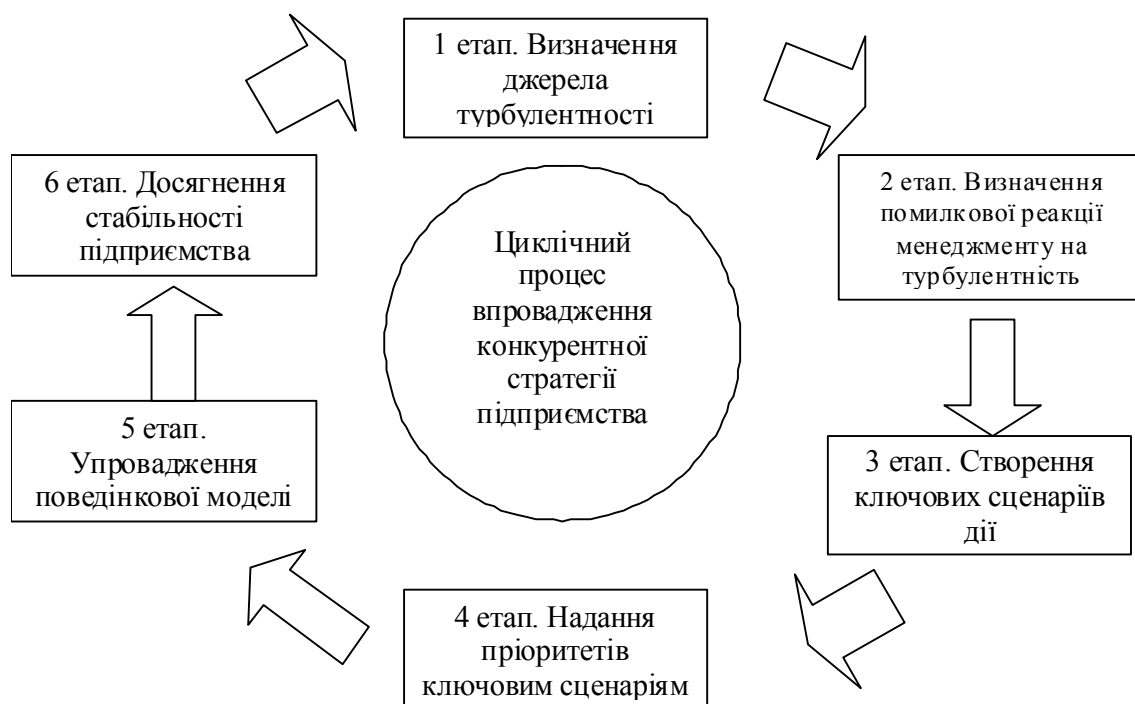 1 етап. Визначення
джерела
турбулентності
2 етап. Визначення
помилкової реакції
менеджменту на
турбулентність
3 етап. Створення
ключових сценаріїв
дії
4 етап. Надання
пріоритетів
ключовим сценаріям
5 етап.
Упровадження
поведінкової моделі
6 етап. Досягнення
стабільності
підприємства
Циклічний
процес
впровадження
конкурентної
стратегії
підприємства